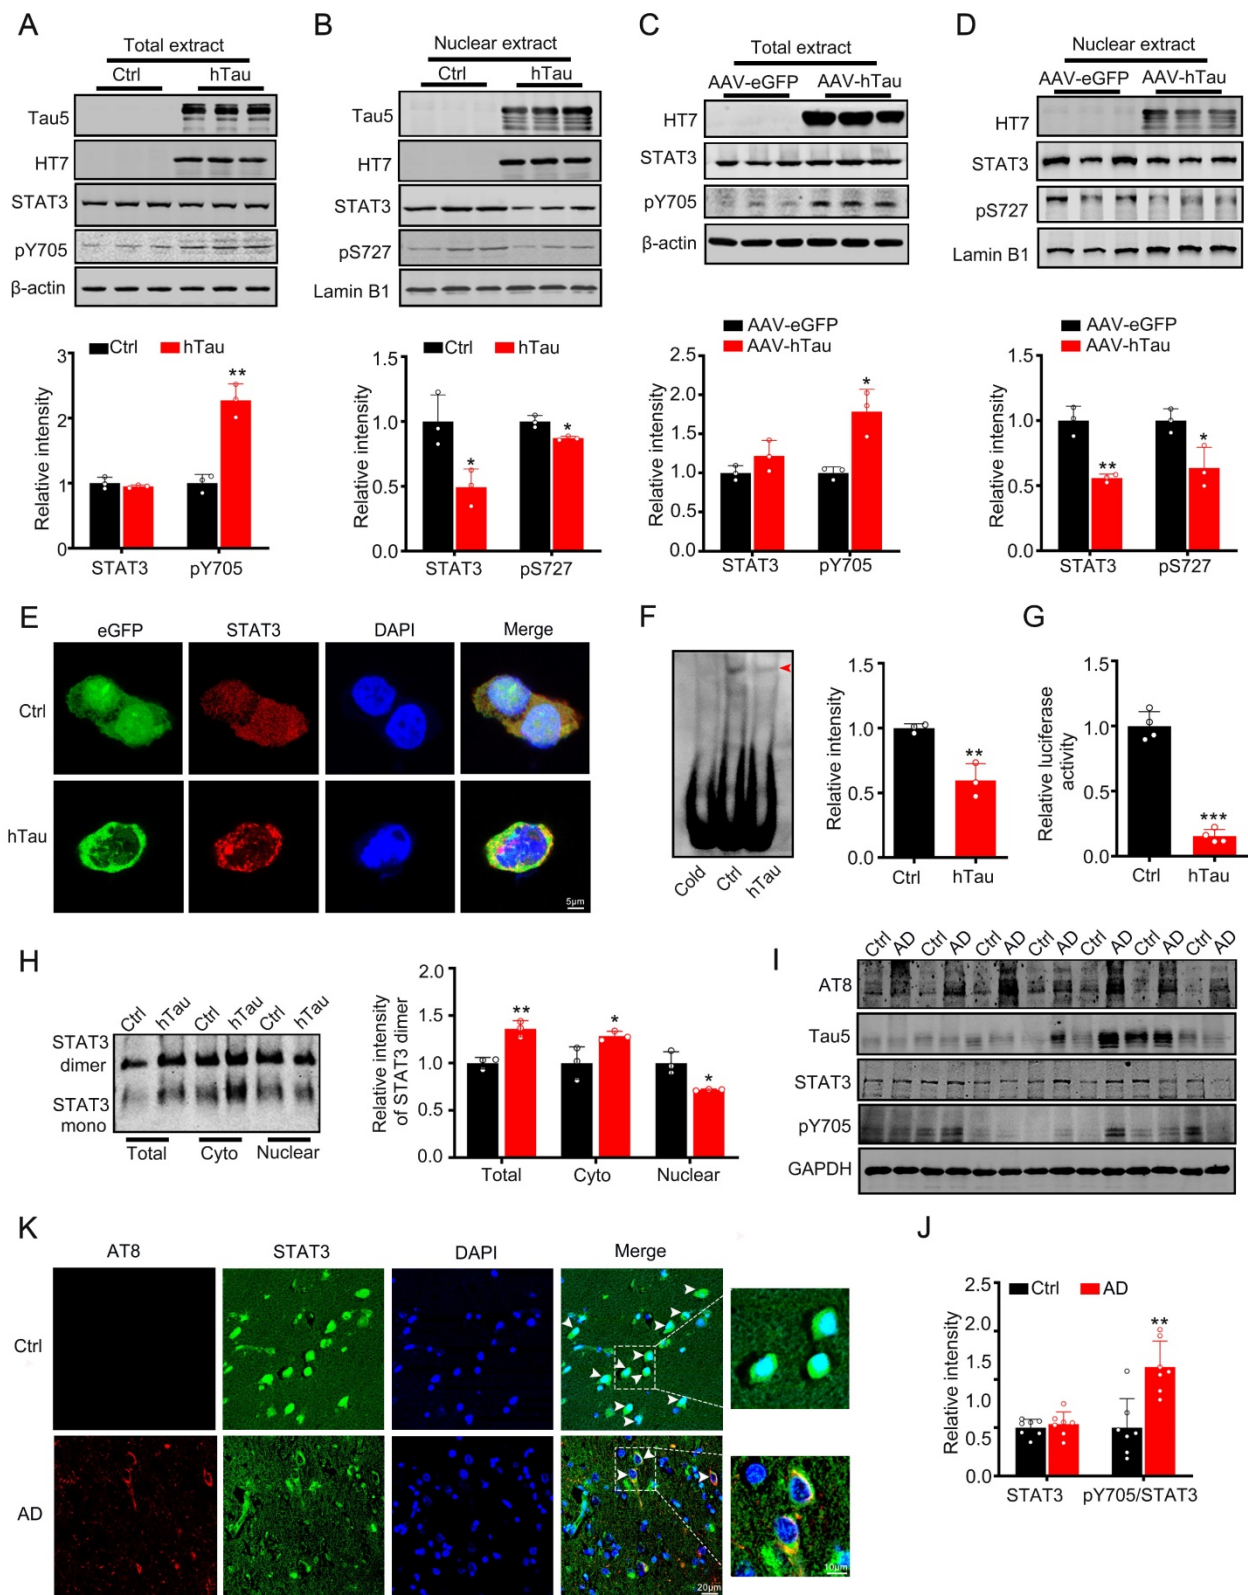 A
Total extract
Ctrl hTau
Tau5
HT7
STAT3
pY705
β-actin
Ctrl hTau
Relative intensity
3
2
1
0
**
STAT3 pY705
B
Nuclear extract
Ctrl hTau
Tau5
HT7
STAT3
pS727
Lamin B1
Ctrl hTau
Relative intensity
1.5
1.0
0.5
0.0
*
*
STAT3 pS727
C
Total extract
AAV-eGFP AAV-hTau
HT7
STAT3
pY705
β-actin
AAV-eGFP
AAV-hTau
Relative intensity
2.5
2.0
1.5
1.0
0.5
0.0
*
STAT3 pY705
D
Nuclear extract
AAV-eGFP AAV-hTau
HT7
STAT3
pS727
Lamin B1
AAV-eGFP
AAV-hTau
Relative intensity
1.5
1.0
0.5
0.0
**
*
STAT3 pS727
E
eGFP STAT3 DAPI Merge
Ctrl
hTau
5μm
F
Cold Ctrl hTau
Relative intensity
1.5
1.0
0.5
0.0
**
Ctrl hTau
G
Relative luciferase
activity
1.5
1.0
0.5
0.0
***
Ctrl hTau
H
Ctrl hTau Ctrl hTau Ctrl hTau
STAT3
dimer
STAT3
mono
Total Cyto Nuclear
Relative intensity
of STAT3 dimer
2.0
1.5
1.0
0.5
0.0
**
*
*
Total Cyto Nuclear
I
Ctrl AD Ctrl AD Ctrl AD Ctrl AD Ctrl AD Ctrl AD Ctrl AD
AT8
Tau5
STAT3
pY705
GAPDH
K
AT8 STAT3 DAPI Merge
Ctrl
AD
20μm
10μm
J
Ctrl AD
Relative intensity
2.5
2.0
1.5
1.0
0.5
0.0
**
STAT3 pY705/STAT3